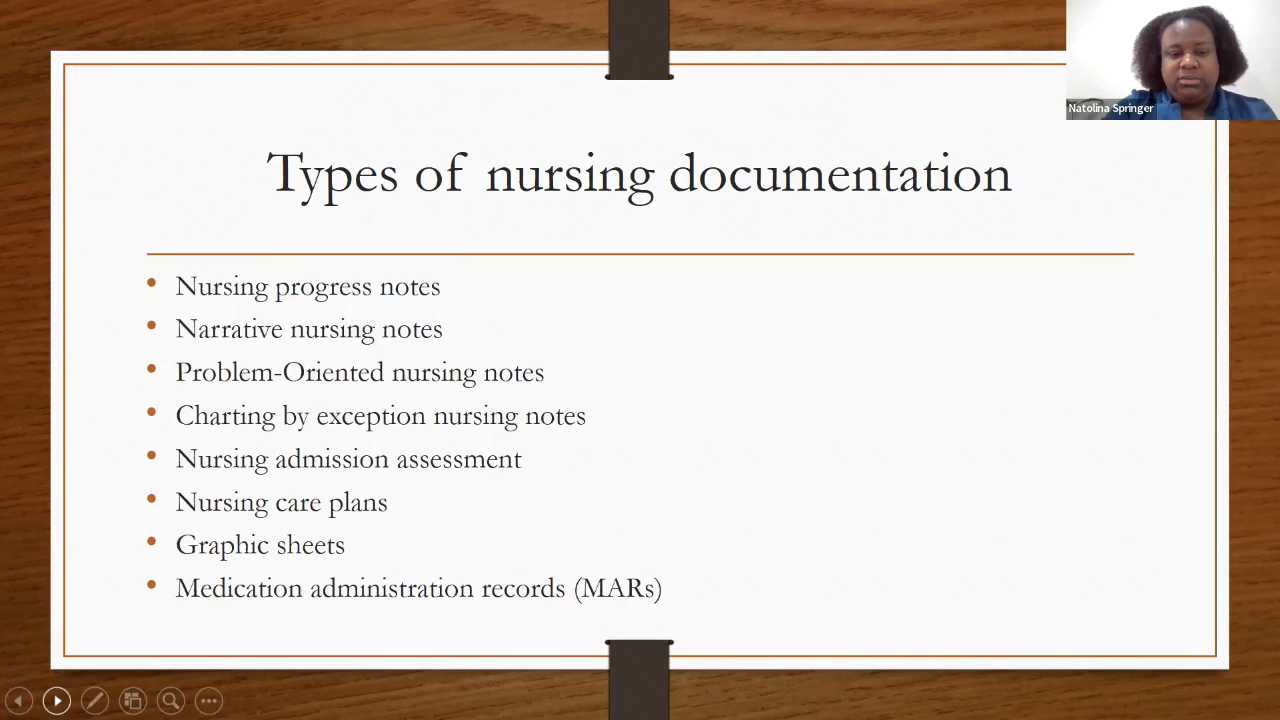 Natolina Springer
Types of nursing documentation
• Nursing progress notes
• Narrative nursing notes
• Problem-Oriented nursing notes
• Charting by exception nursing notes
• Nursing admission assessment
• Nursing care plans
• Graphic sheets
• Medication administration records (MARs)